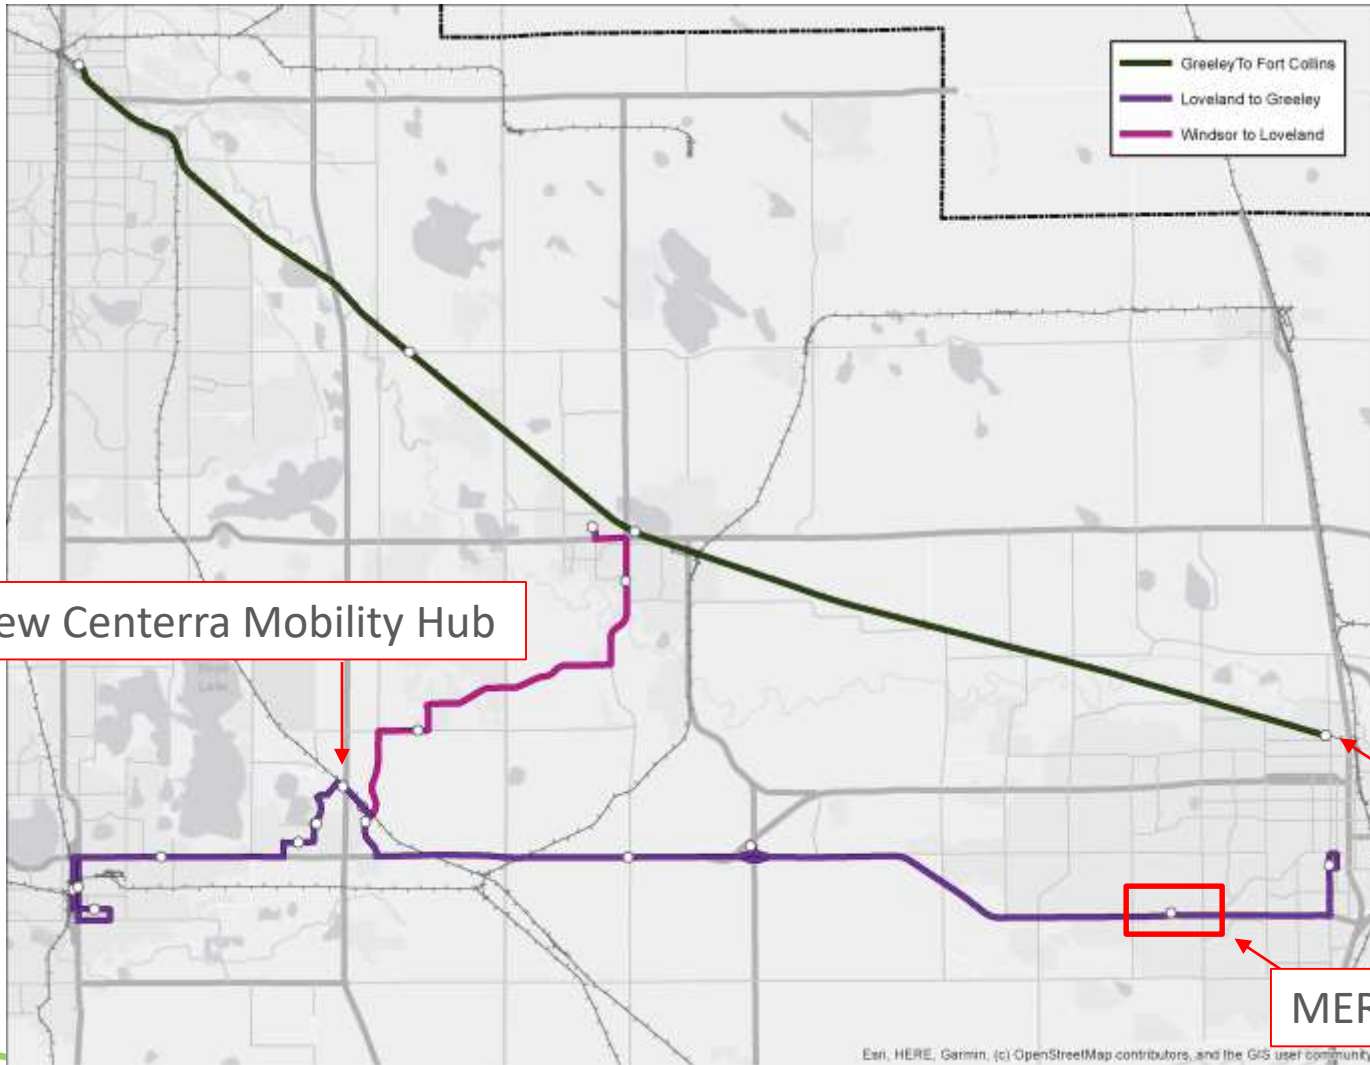 GreeleyTo Fort Collins
Loveland to Greeley
Windsor to Loveland
ew Centerra Mobility Hub
MER
Esri, HERE, Garmin, (c) OpenStreetMap contributors, and the GIS user community